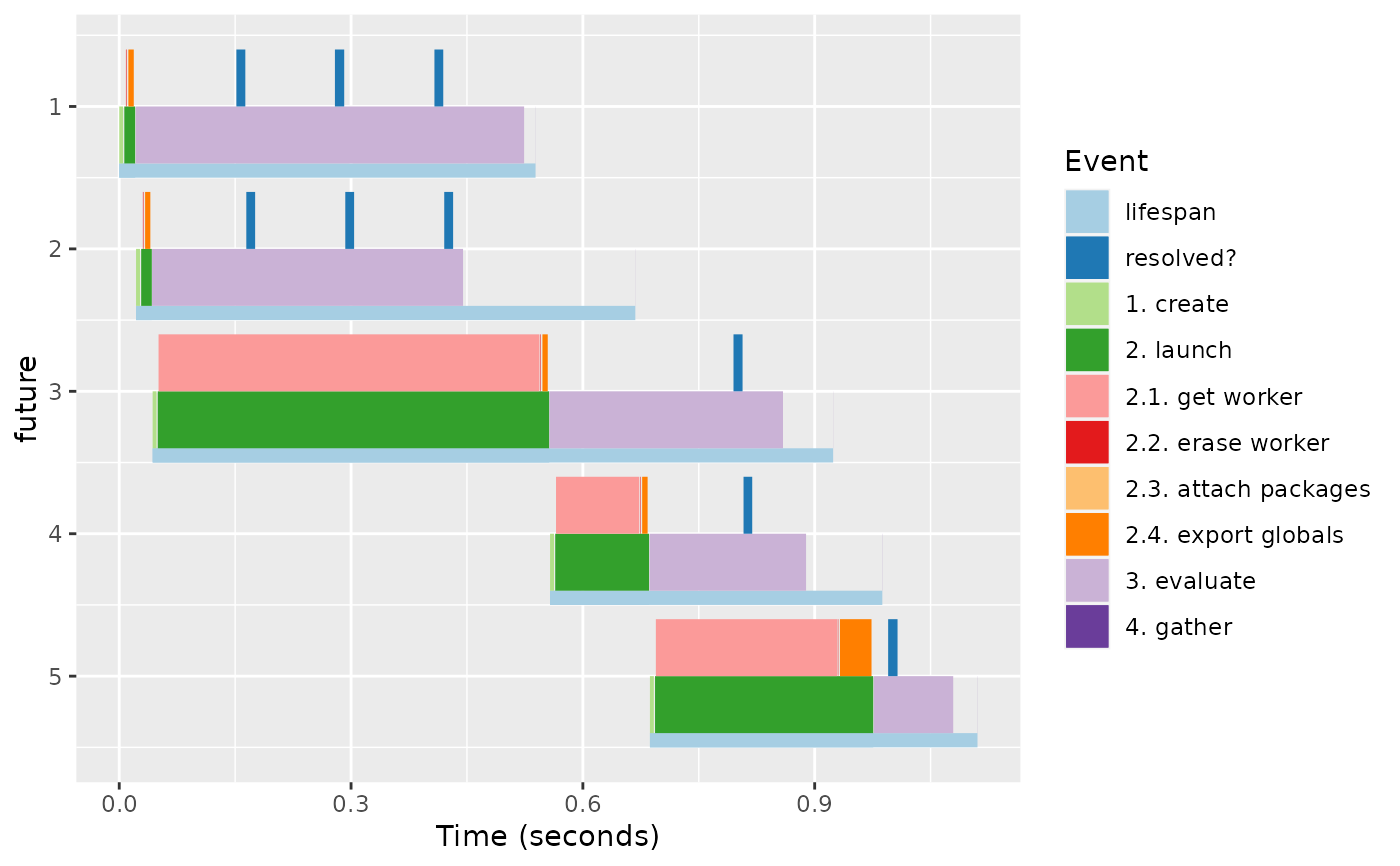 1
2
3
4
5
future
0.0 0.3 0.6 0.9
Time (seconds)
Event
lifespan
resolved?
1. create
2. launch
2.1. get worker
2.2. erase worker
2.3. attach packages
2.4. export globals
3. evaluate
4. gather